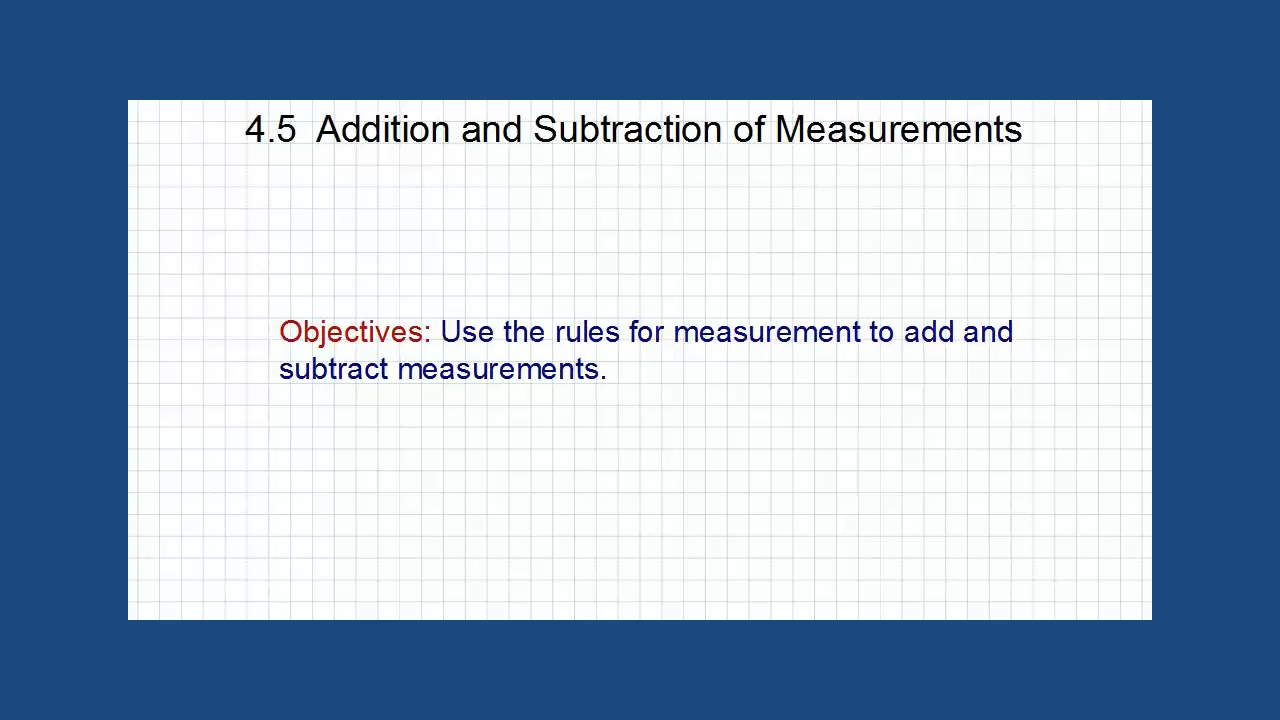 4.5 Addition and Subtraction of Measurements
Objectives: Use the rules for measurement to add and
subtract measurements.